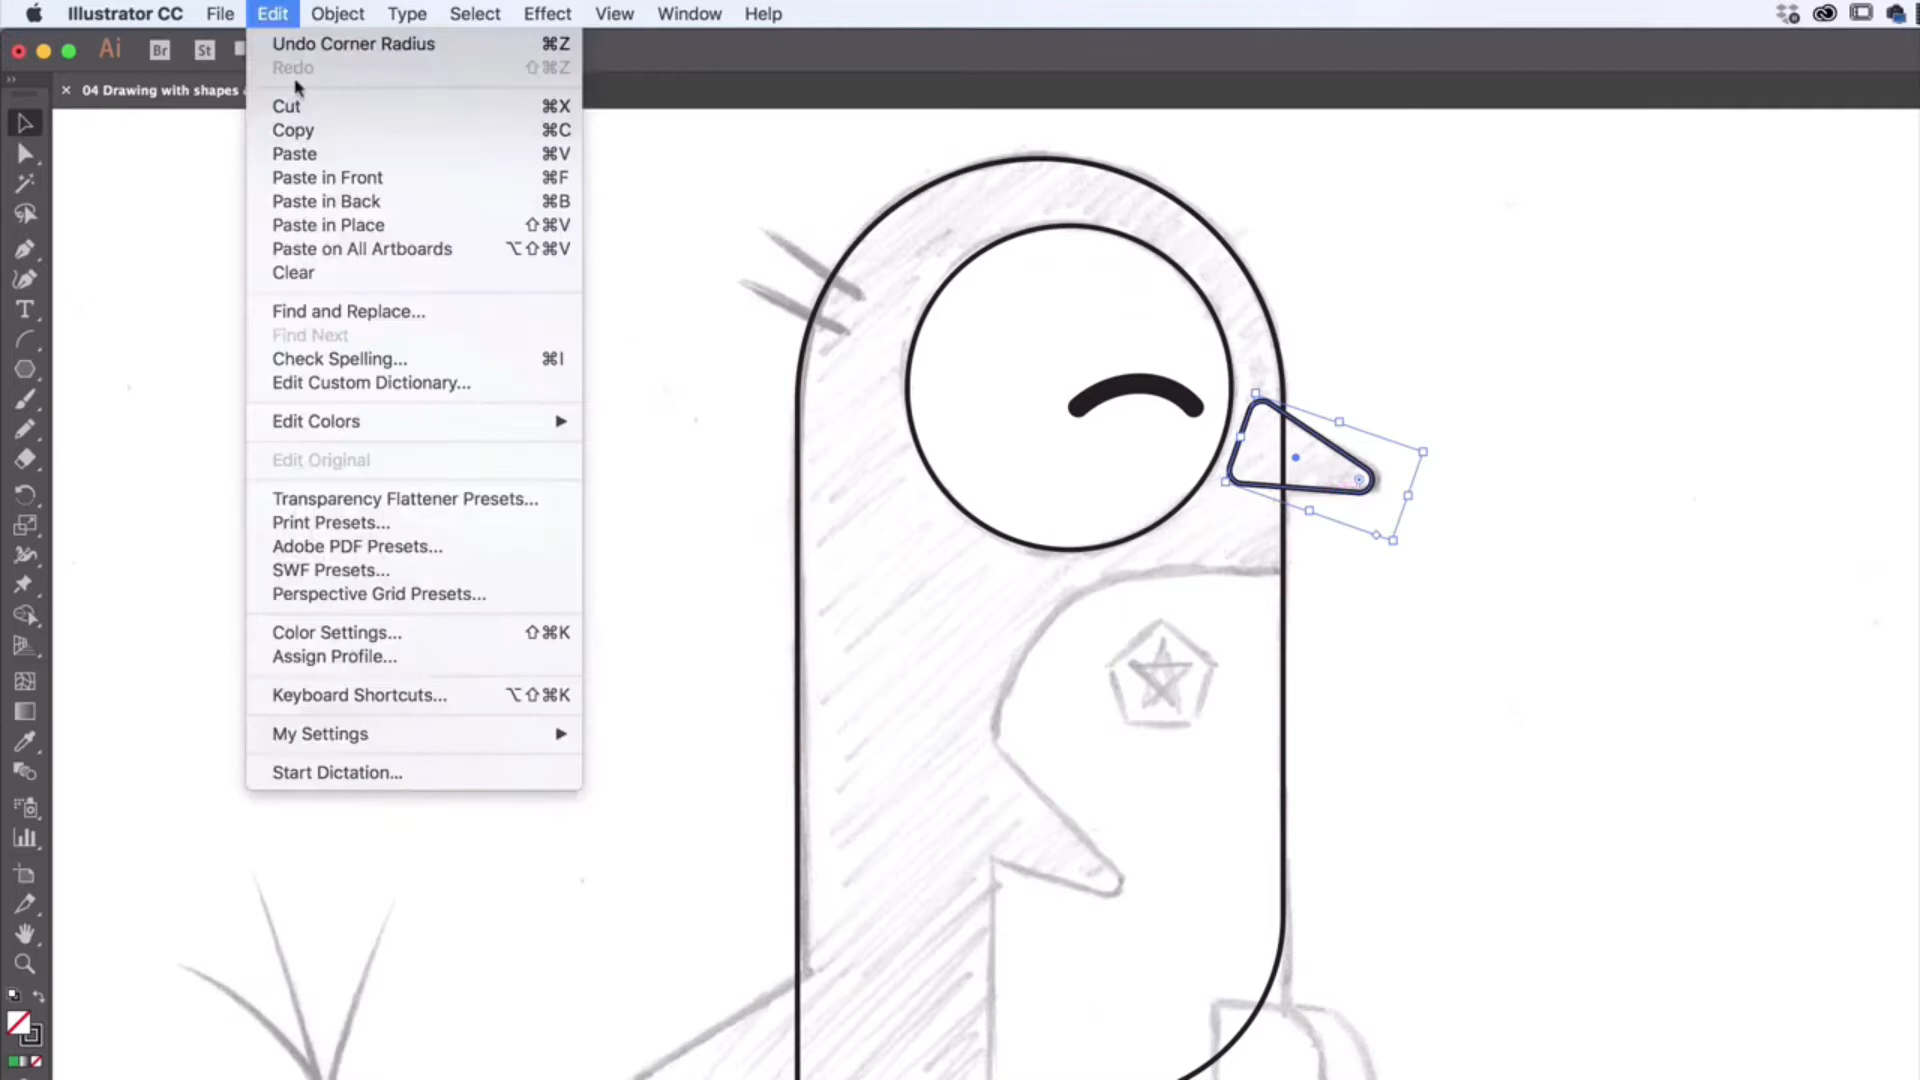 Illustrator CC File Edit Object Type Select Effect View Window Help
Ai Br St
× 04 Drawing with shapes
Undo Corner Radius ⌘Z
Redo ⇧⌘Z
Cut ⌘X
Copy ⌘C
Paste ⌘V
Paste in Front ⌘F
Paste in Back ⌘B
Paste in Place ⇧⌘V
Paste on All Artboards ⌥⇧⌘V
Clear
Find and Replace...
Find Next
Check Spelling... ⌘I
Edit Custom Dictionary...
Edit Colors
Edit Original
Transparency Flattener Presets...
Print Presets...
Adobe PDF Presets...
SWF Presets...
Perspective Grid Presets...
Color Settings... ⇧⌘K
Assign Profile...
Keyboard Shortcuts... ⌥⇧⌘K
My Settings
Start Dictation...